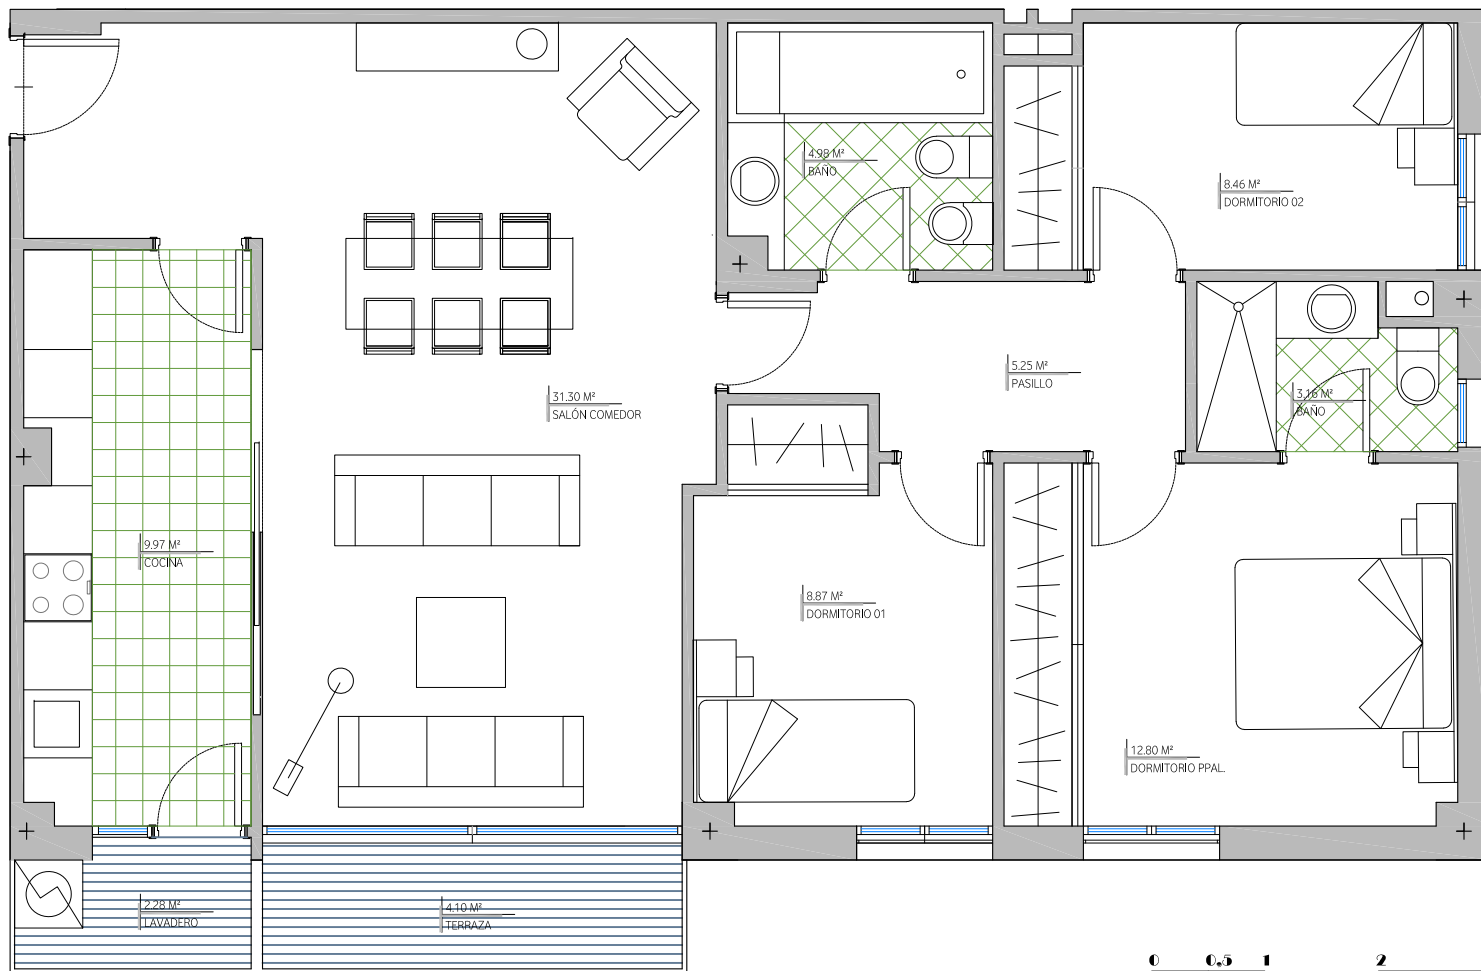 4.98 M²
BAÑO
8.46 M²
DORMITORIO 02
5.25 M²
PASILLO
31.30 M²
SALÓN COMEDOR
3,16 M²
BAÑO
9.97 M²
COCINA
8.87 M²
DORMITORIO 01
12.80 M²
DORMITORIO PPAL.
2.28 M²
LAVADERO
4.10 M²
TERRAZA
0 0,5 1 2